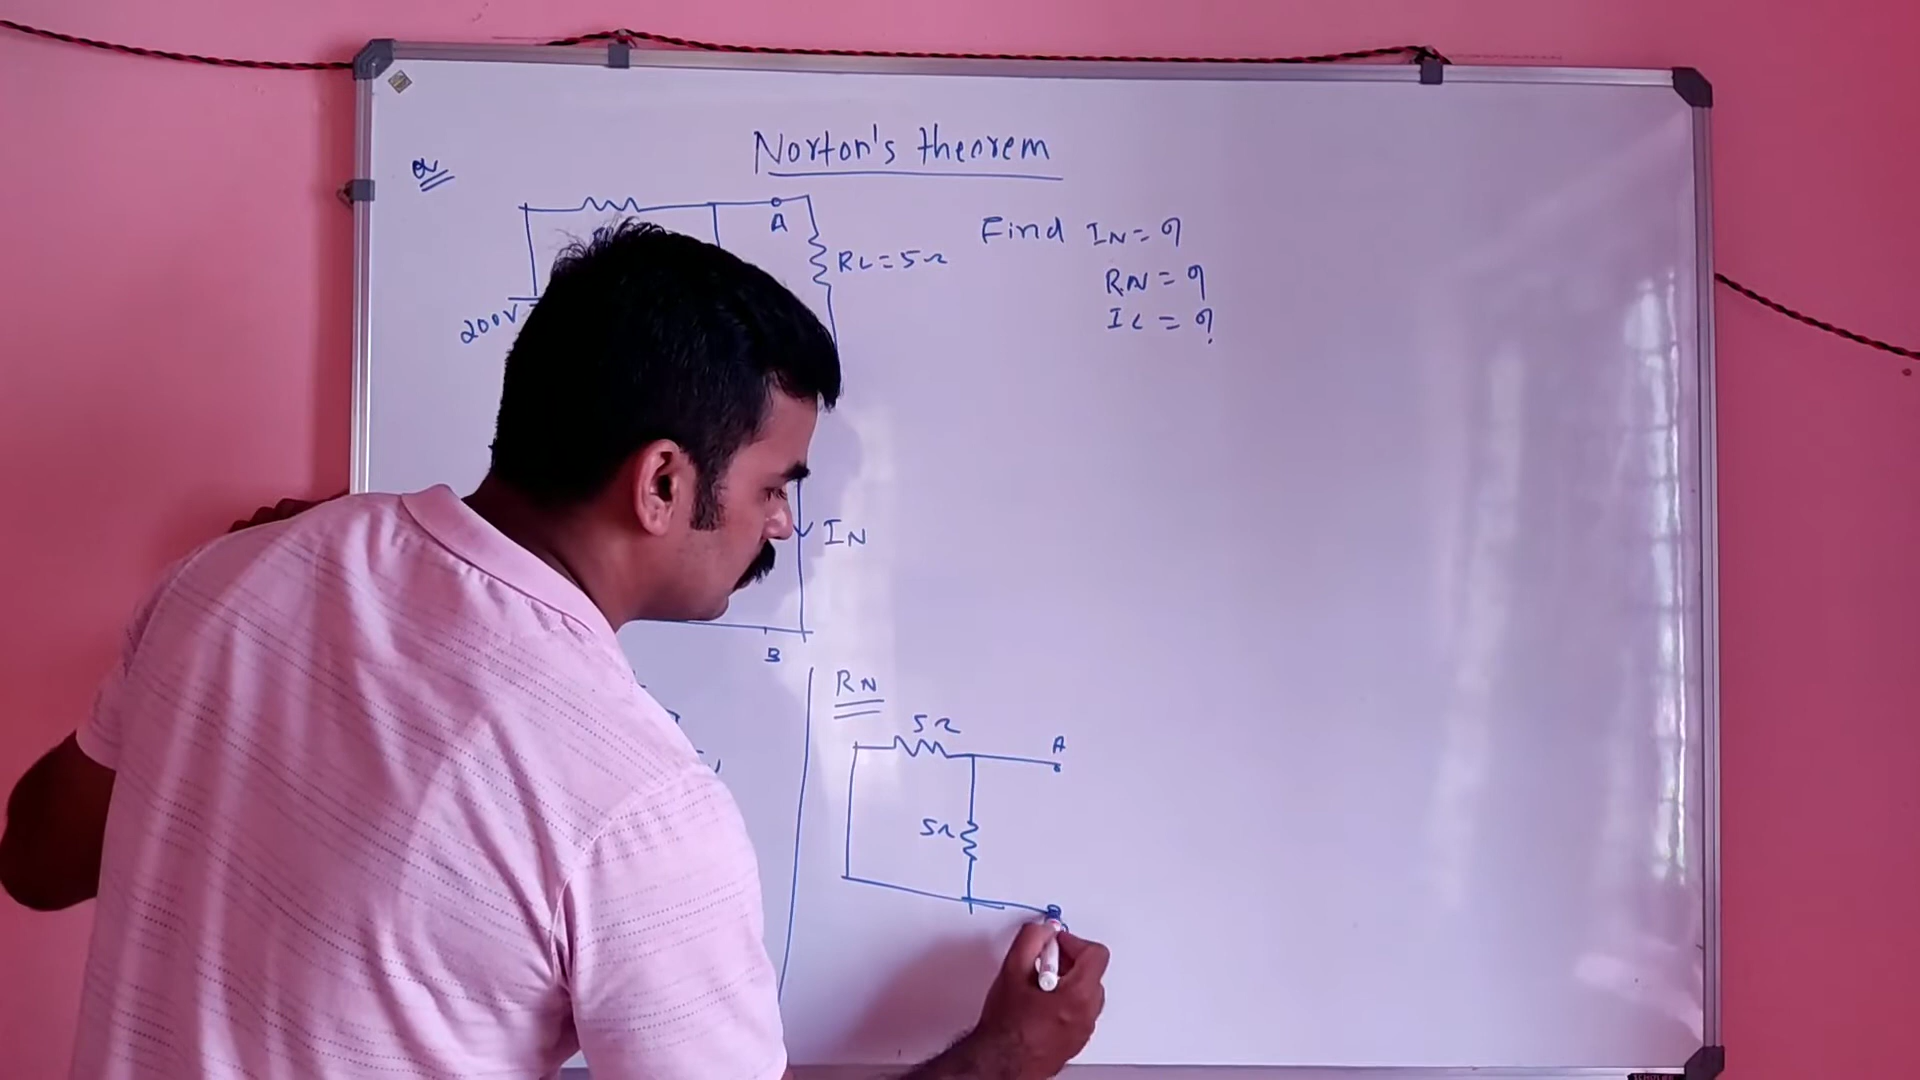 Norton's theorem
Q
A
RL = 5Ω
200V
Find IN = ?
RN = ?
IL = ?
IN
B
RN
5Ω
A
5Ω